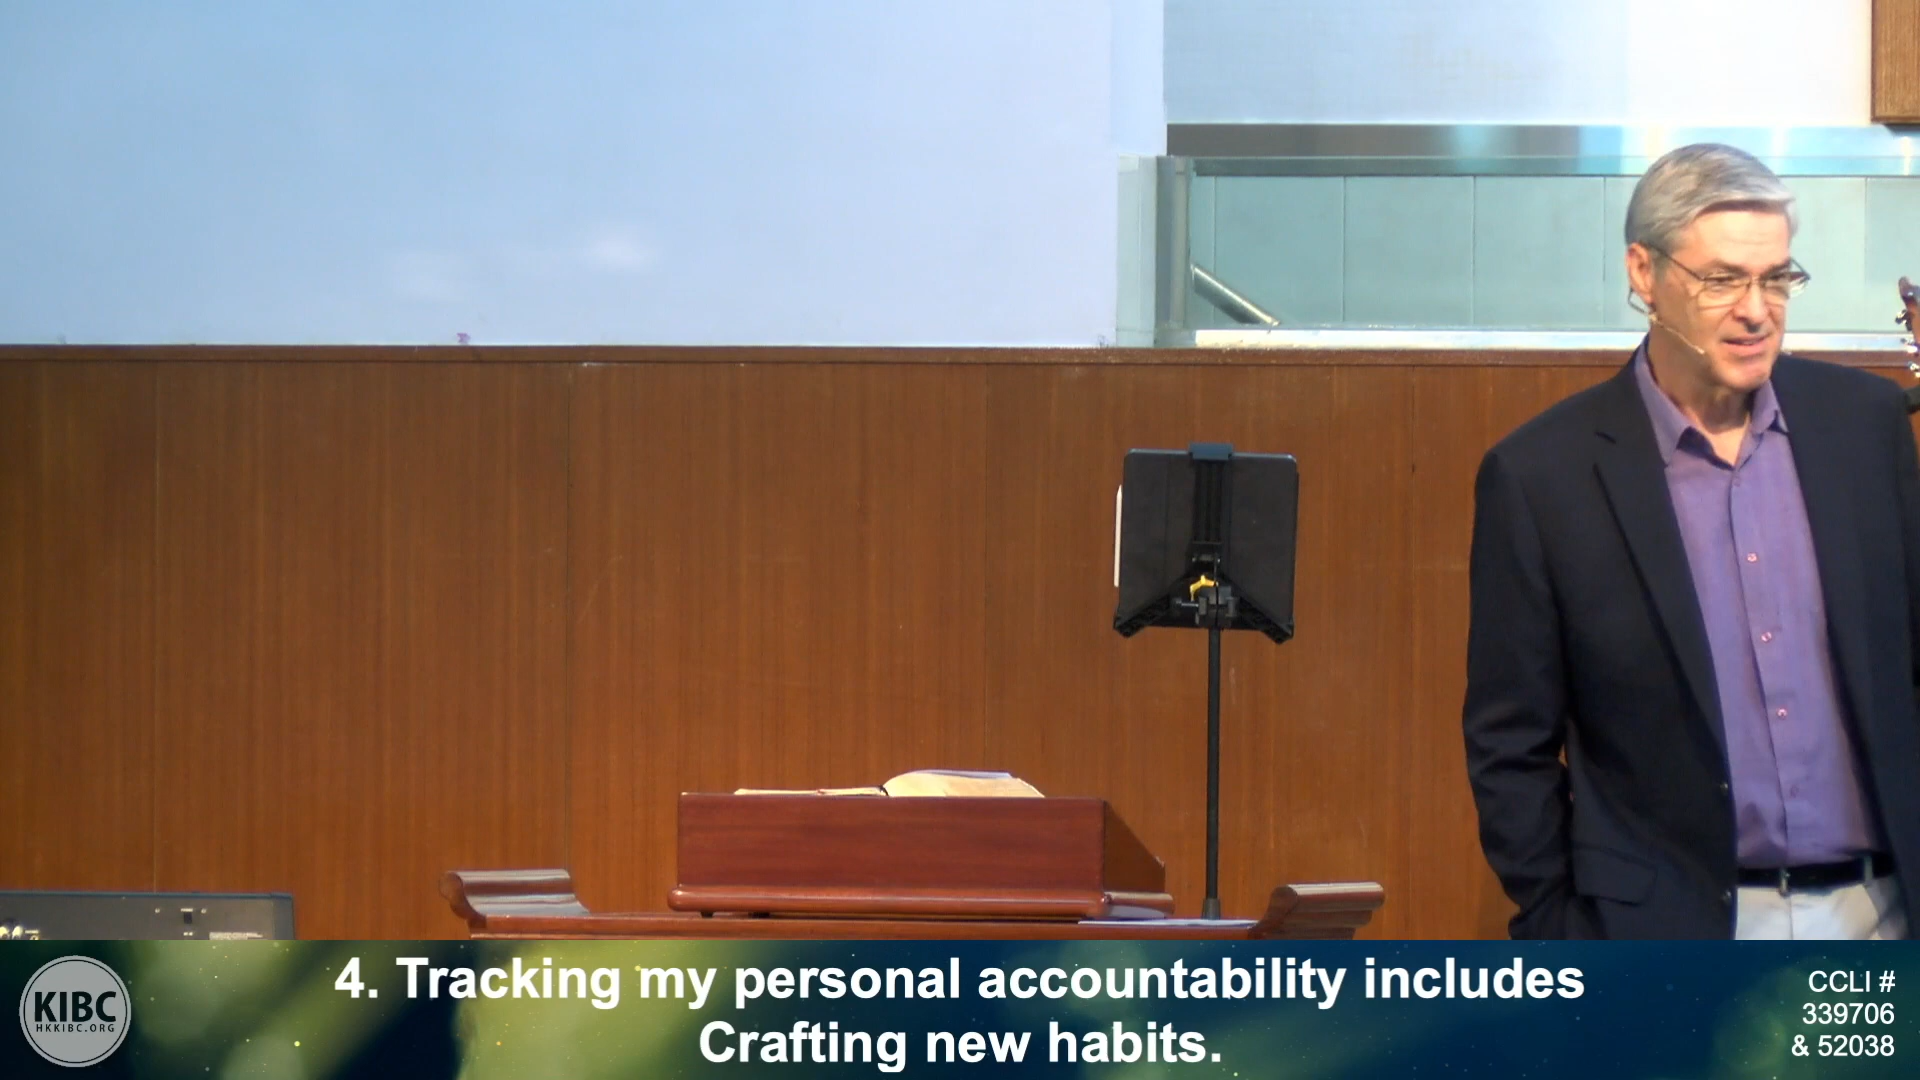 4. Tracking my personal accountability includes
Crafting new habits.
KIBC
HKKIBC.ORG
CCLI #
339706
& 52038